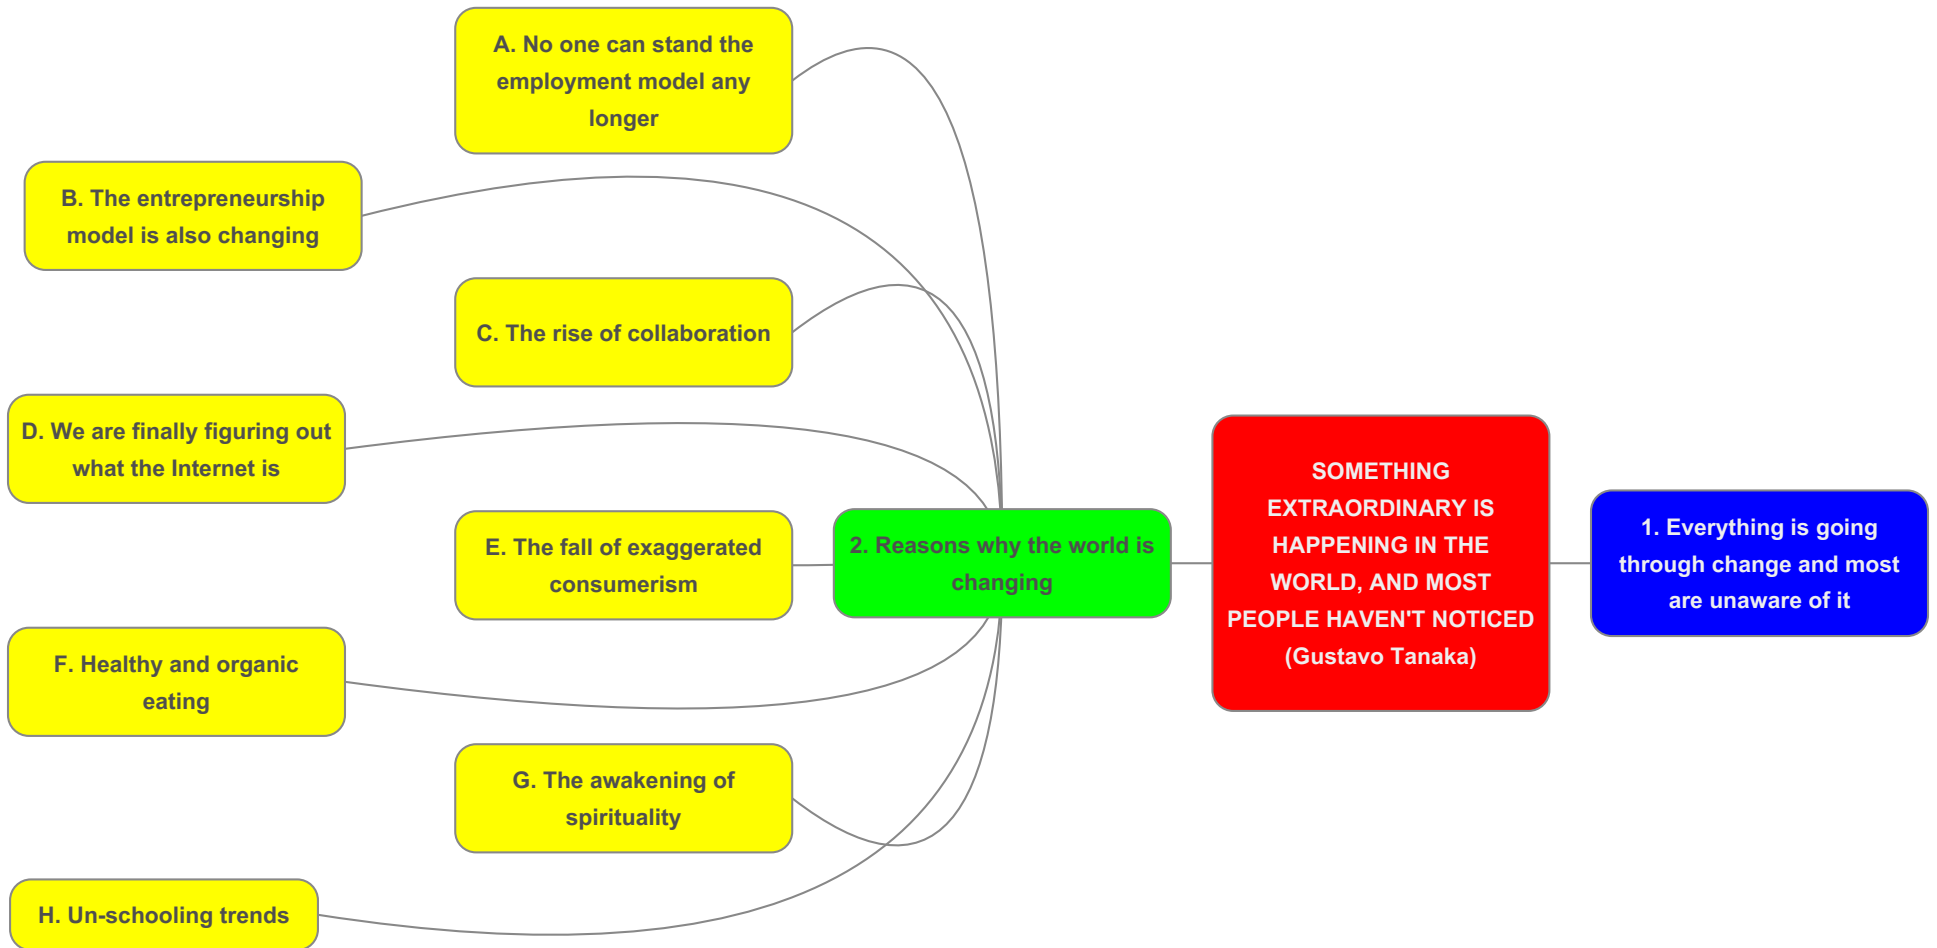 A. No one can stand the
employment model any
longer
B. The entrepreneurship
model is also changing
C. The rise of collaboration
D. We are finally figuring out
what the Internet is
E. The fall of exaggerated
consumerism
F. Healthy and organic
eating
G. The awakening of
spirituality
H. Un-schooling trends
2. Reasons why the world is
changing
SOMETHING
EXTRAORDINARY IS
HAPPENING IN THE
WORLD, AND MOST
PEOPLE HAVEN'T NOTICED
(Gustavo Tanaka)
1. Everything is going
through change and most
are unaware of it